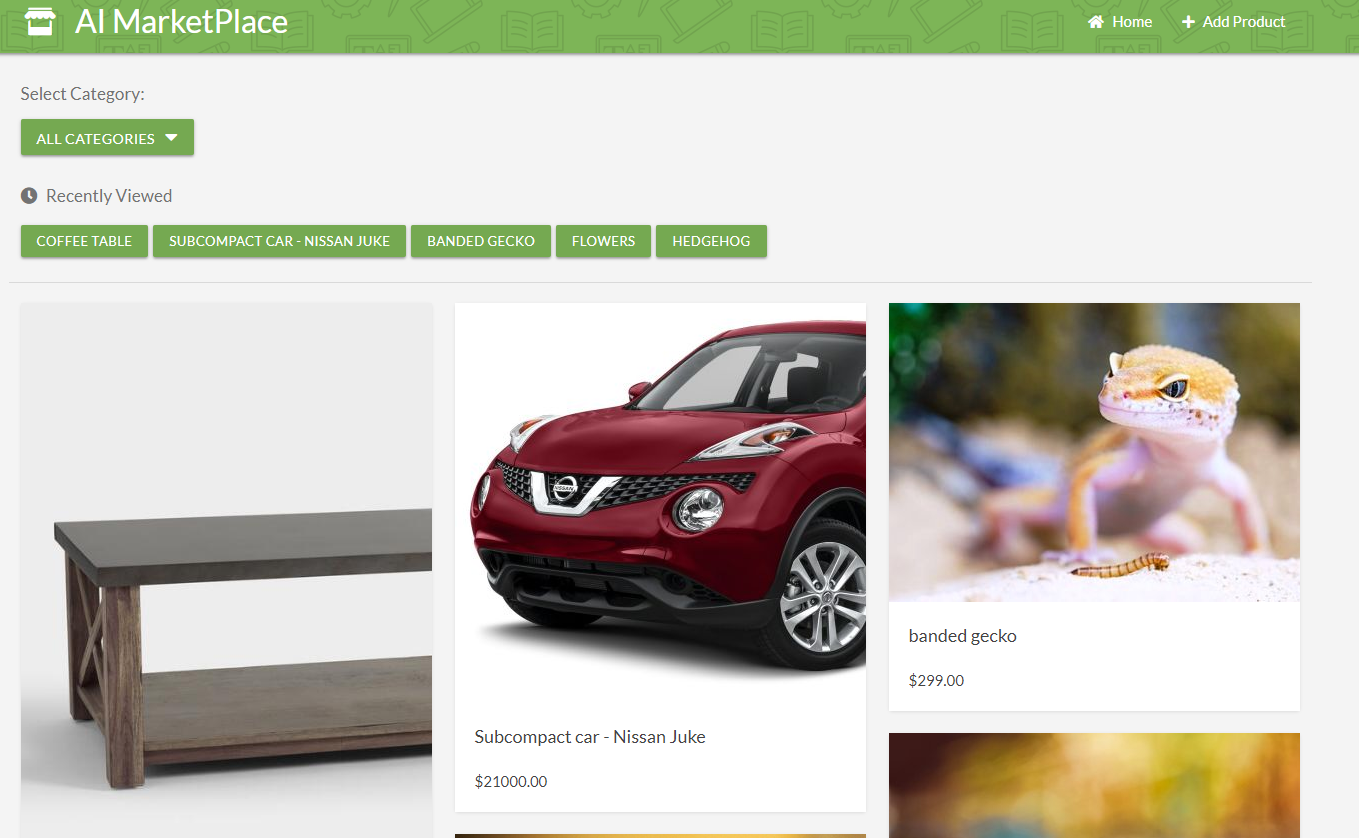 AI MarketPlace
Home
Add Product
Select Category:
ALL CATEGORIES
Recently Viewed
COFFEE TABLE
SUBCOMPACT CAR - NISSAN JUKE
BANDED GECKO
FLOWERS
HEDGEHOG
NISSAN
banded gecko
$299.00
Subcompact car - Nissan Juke
$21000.00